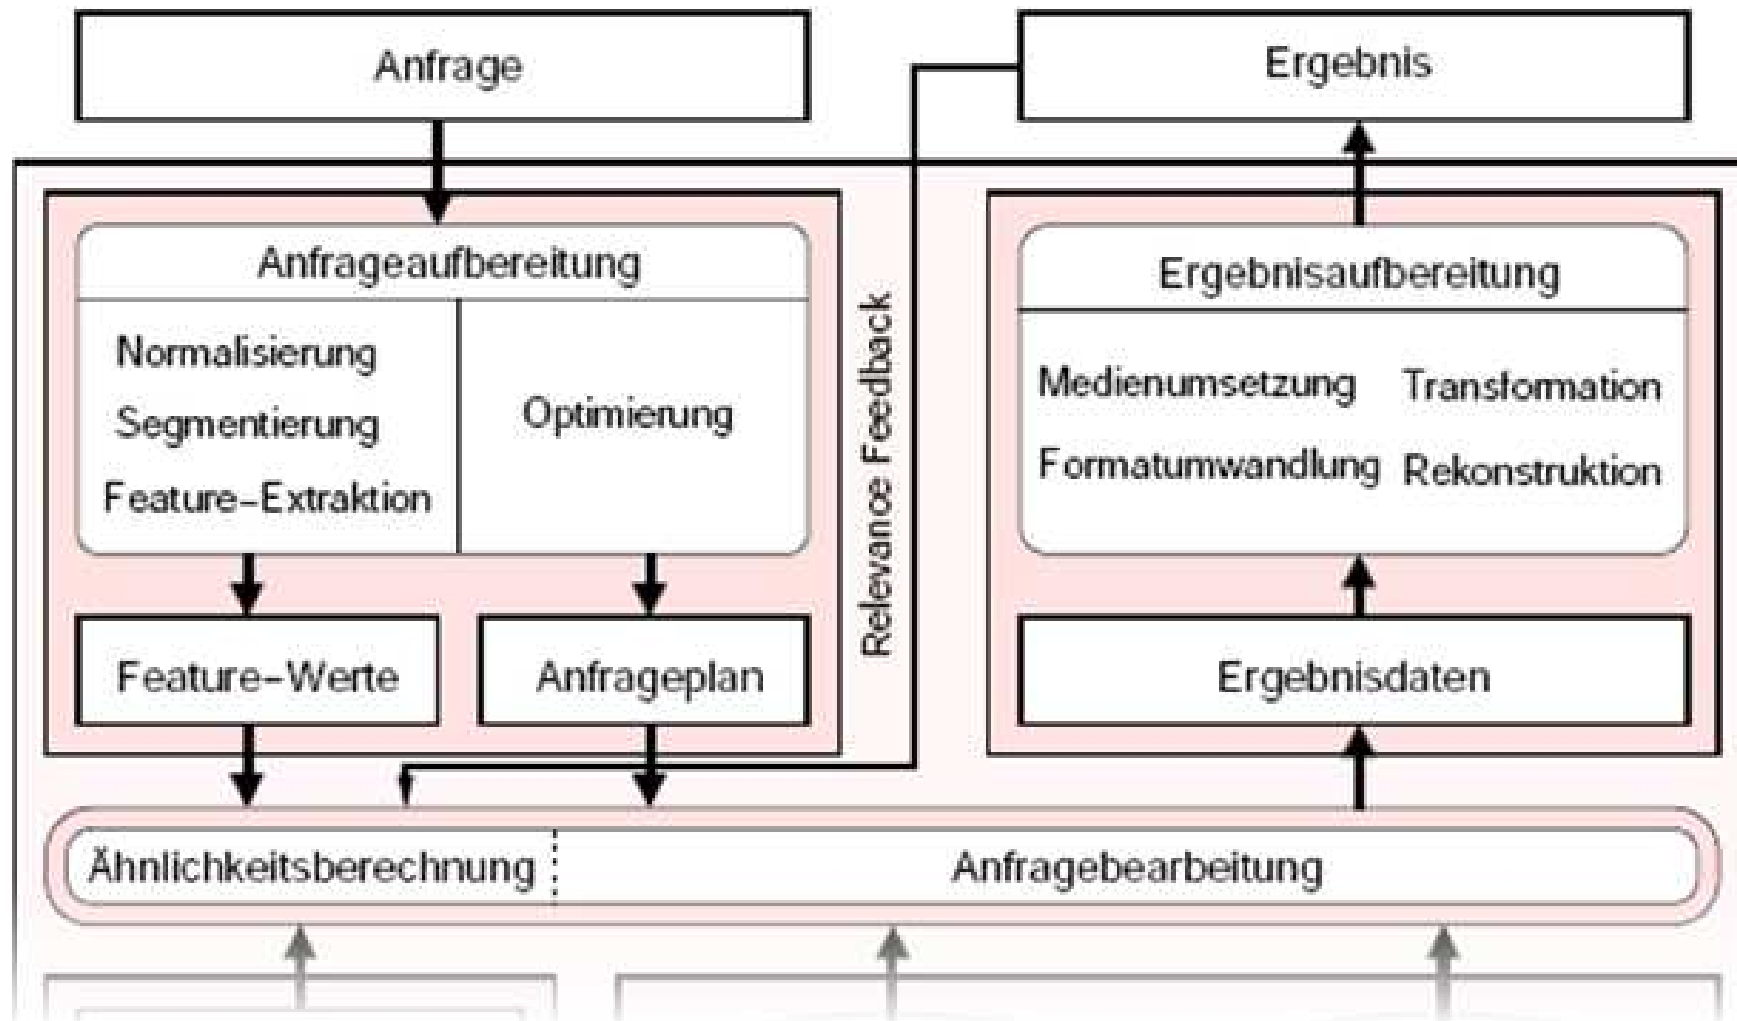 Anfrage
Ergebnis
Anfrageaufbereitung
Normalisierung
Segmentierung
Feature-Extraktion
Optimierung
Relevance Feedback
Ergebnisaufbereitung
Medienumsetzung Transformation
Formatumwandlung Rekonstruktion
Feature-Werte
Anfrageplan
Ergebnisdaten
Ähnlichkeitsberechnung
Anfragebearbeitung